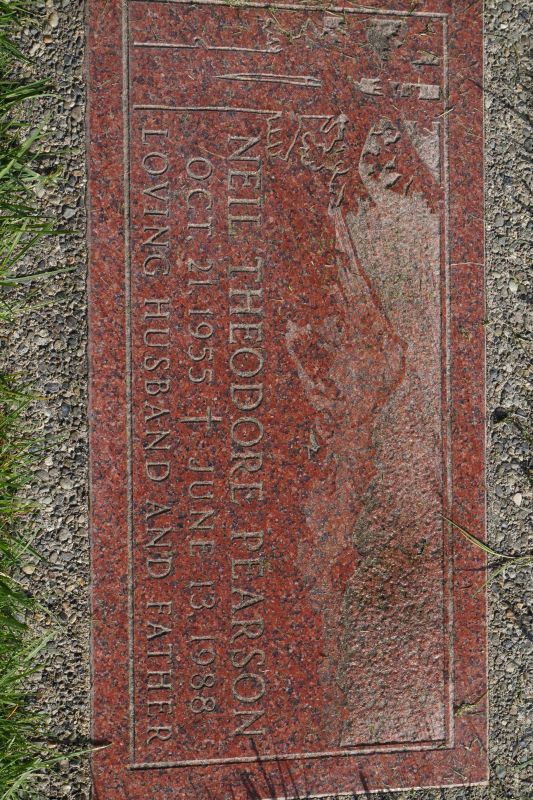 NEIL THEODORE PEARSON
OCT. 21 1955 † JUNE 13 1988
LOVING HUSBAND AND FATHER